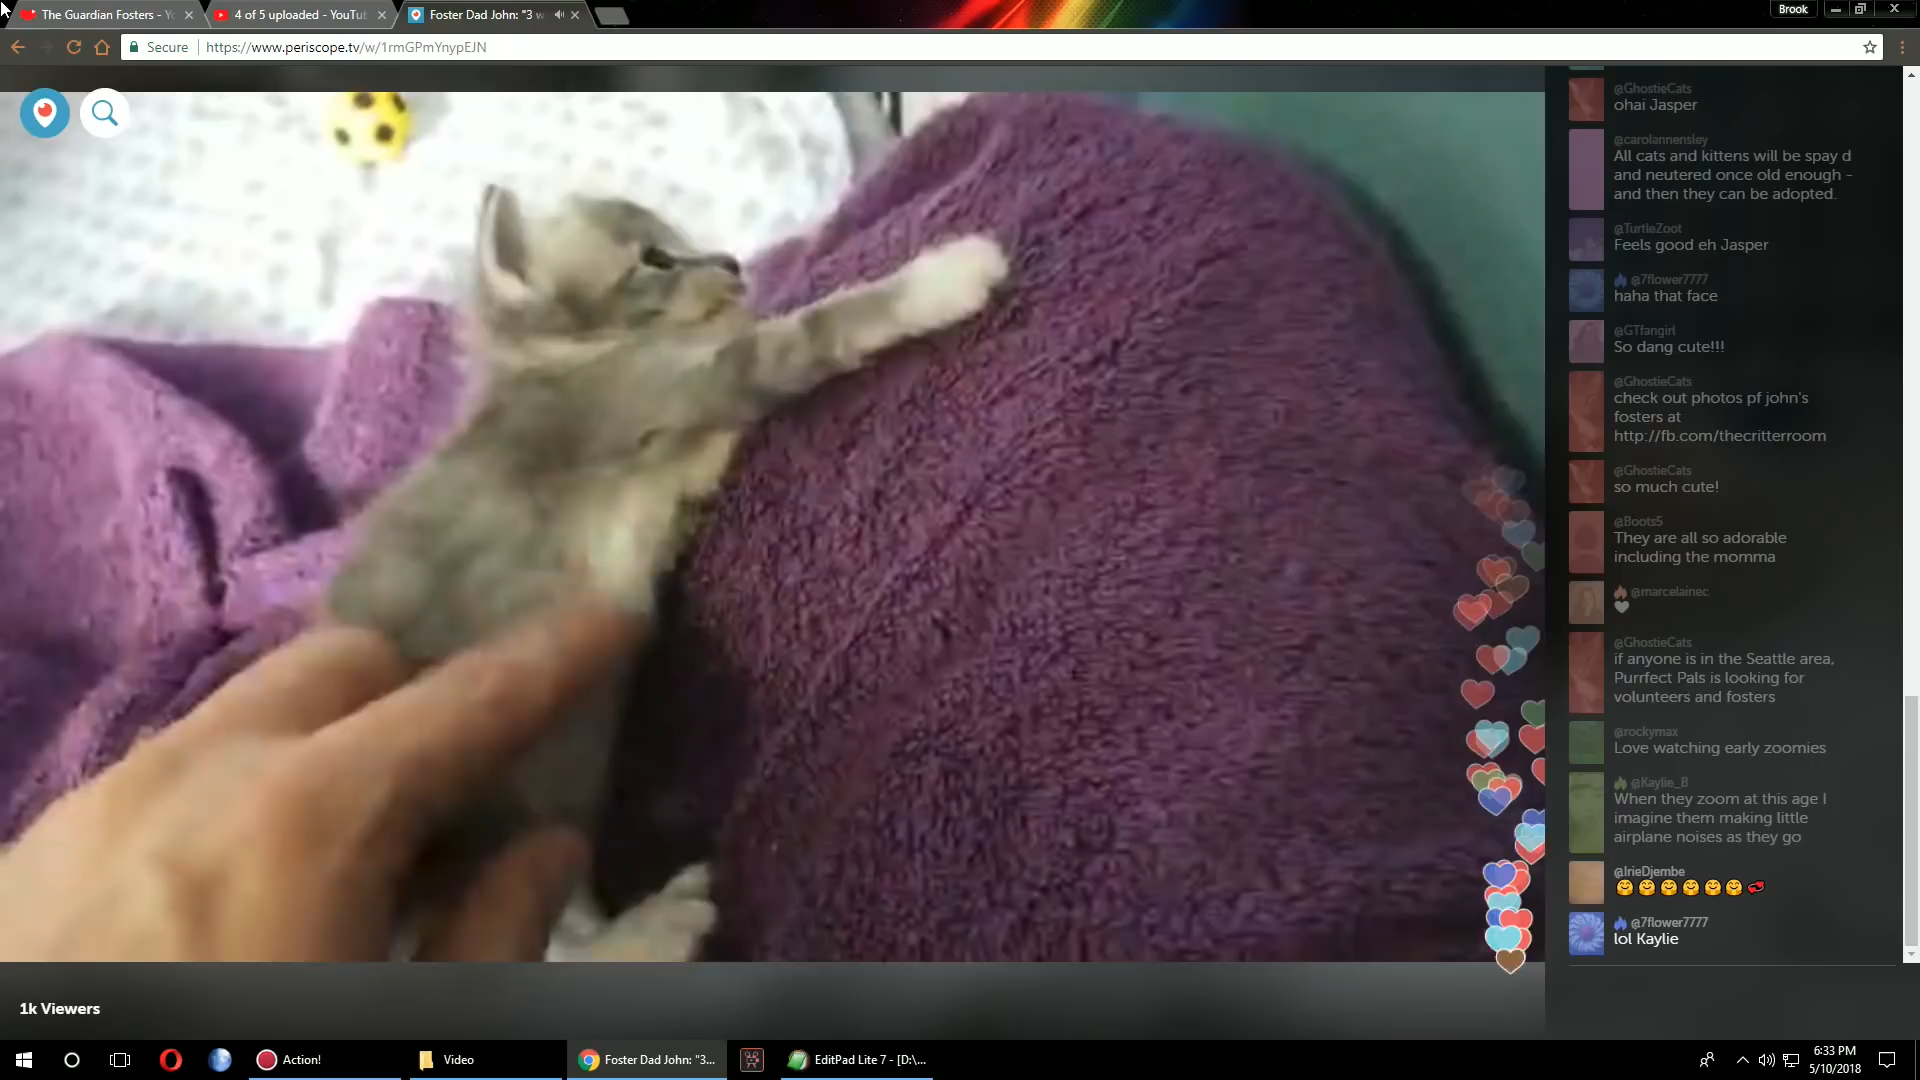 The Guardian Fosters - Yo
4 of 5 uploaded - YouTub
Foster Dad John: "3 w
Brook
Secure
https://www.periscope.tv/w/1rmGPmYnypEJN
@GhostieCats
ohai Jasper
@carolannensley
All cats and kittens will be spay d
and neutered once old enough -
and then they can be adopted.
@TurtleZoot
Feels good eh Jasper
@7flower7777
haha that face
@GTfangirl
So dang cute!!!
@GhostieCats
check out photos pf john's
fosters at
http://fb.com/thecritterroom
@GhostieCats
so much cute!
@Boots5
They are all so adorable
including the momma
@marcelainec
@GhostieCats
if anyone is in the Seattle area,
Purrfect Pals is looking for
volunteers and fosters
@rockymax
Love watching early zoomies
@Kaylie_B
When they zoom at this age I
imagine them making little
airplane noises as they go
@IrieDjembe
🤗🤗🤗🤗🤗🤗💞
@7flower7777
lol Kaylie
1k Viewers
Action!
Video
Foster Dad John: "3...
EditPad Lite 7 - [D:\...
6:33 PM
5/10/2018